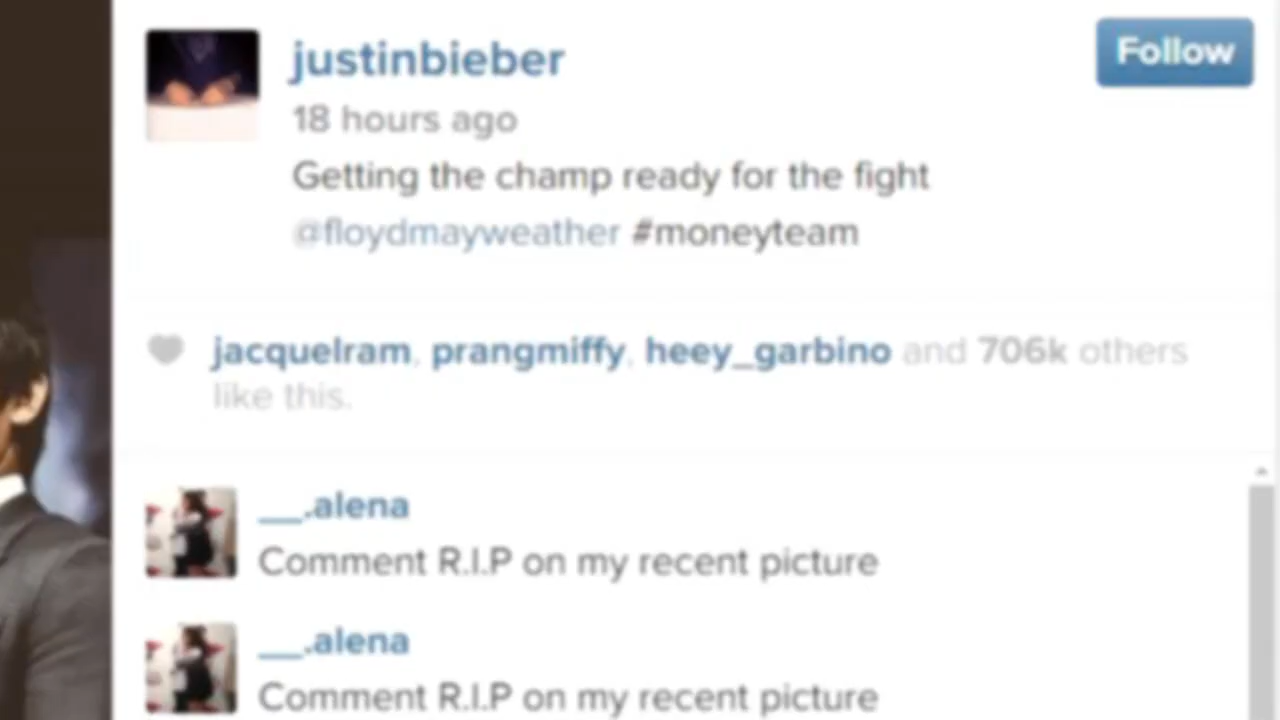 justinbieber
Follow
18 hours ago
Getting the champ ready for the fight
@floydmayweather #moneyteam
jacquelram, prangmiffy, heey_garbino and 706k others
like this.
__.alena
Comment R.I.P on my recent picture
__.alena
Comment R.I.P on my recent picture